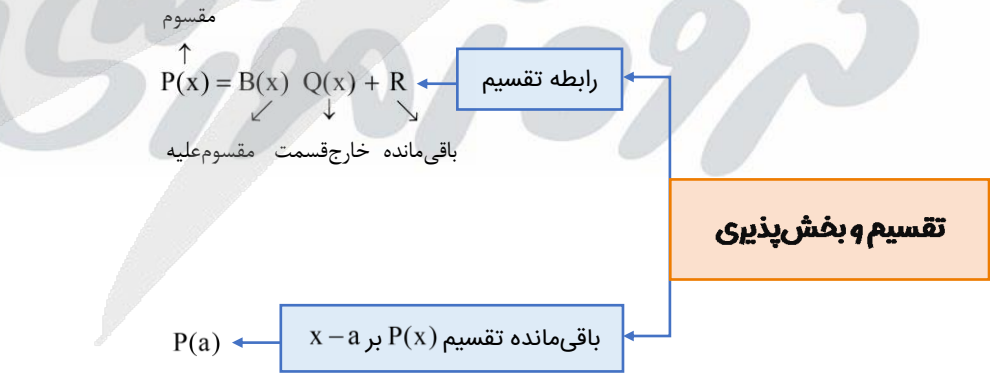 تقسیم و بخش‌پذیری
رابطه تقسیم
مقسوم
P(x) = B(x) Q(x) + R
باقی‌مانده خارج‌قسمت مقسوم‌علیه
باقی‌مانده تقسیم P(x) بر x − a
P(a)